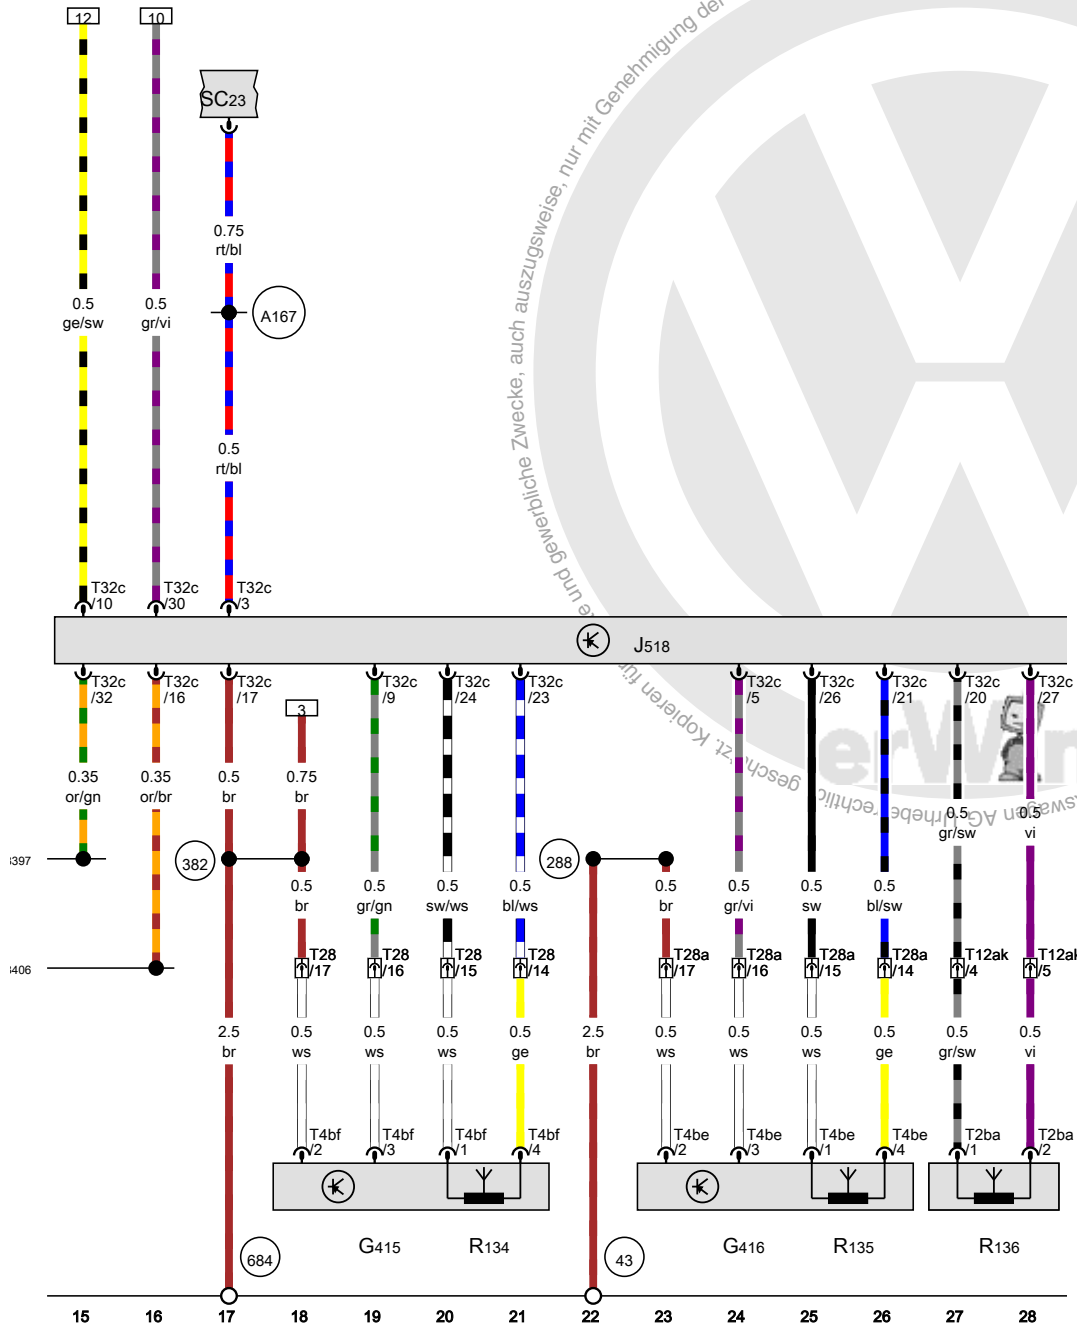 12 10
SC23
0.75
rt/bl
A167
0.5 0.5
ge/sw gr/vi
0.5
rt/bl
T32c T32c T32c
/10 /30 /3
J518
T32c T32c T32c T32c T32c T32c T32c T32c T32c T32c T32c
/32 /16 /17 /9 /24 /23 /5 /26 /21 /20 /27
3
0.35 0.35 0.5 0.75
or/gn or/br br br
0.5 0.5
gr/sw vi
397 382 288
0.5 0.5 0.5 0.5 0.5 0.5 0.5 0.5
br gr/gn sw/ws bl/ws br gr/vi sw bl/sw
406
T28 T28 T28 T28 T28a T28a T28a T28a T12ak T12ak
/17 /16 /15 /14 /17 /16 /15 /14 /4 /5
2.5 0.5 0.5 0.5 0.5 2.5 0.5 0.5 0.5 0.5 0.5 0.5
br ws ws ws ge br ws ws ws ge gr/sw vi
T4bf T4bf T4bf T4bf T4be T4be T4be T4be T2ba T2ba
/2 /3 /1 /4 /2 /3 /1 /4 /1 /2
G415 R134 G416 R135 R136
684 43
15 16 17 18 19 20 21 22 23 24 25 26 27 28
erWin
und gewerbliche Zwecke, auch auszugsweise, nur mit Genehmigung der
swagen AG
Urheberrechtlich geschützt. Kopieren für